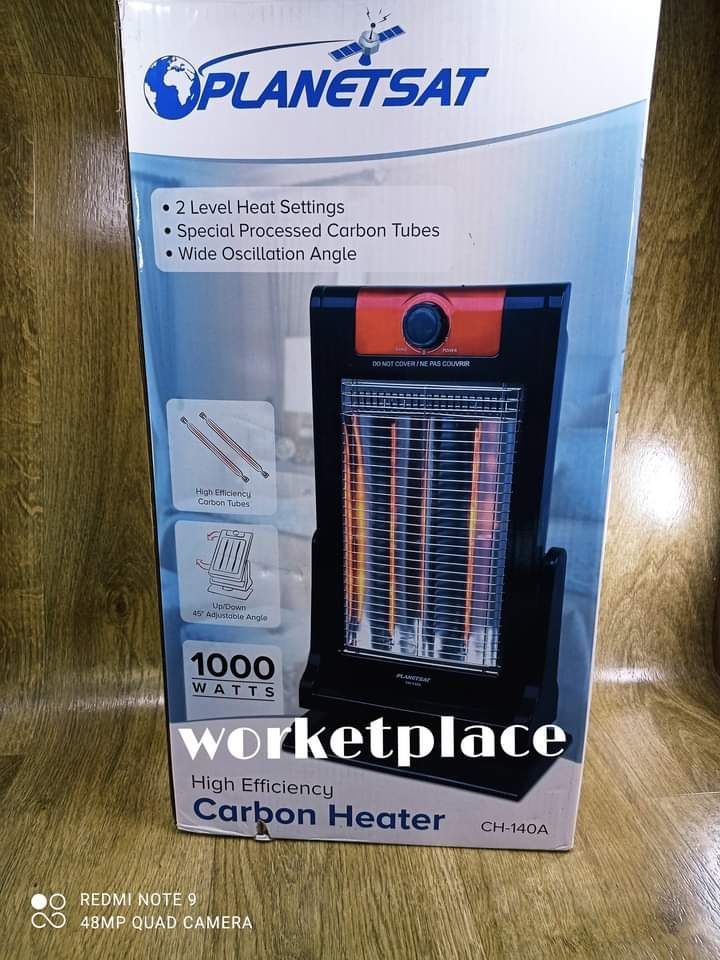 PLANETSAT
• 2 Level Heat Settings
• Special Processed Carbon Tubes
• Wide Oscillation Angle
POWER
DO NOT COVER / NE PAS COUVRIR
High Efficiency
Carbon Tubes
Up/Down
45° Adjustable Angle
1000
WATTS
PLANETSAT
worketplace
High Efficiency
Carbon Heater
CH-140A
REDMI NOTE 9
48MP QUAD CAMERA